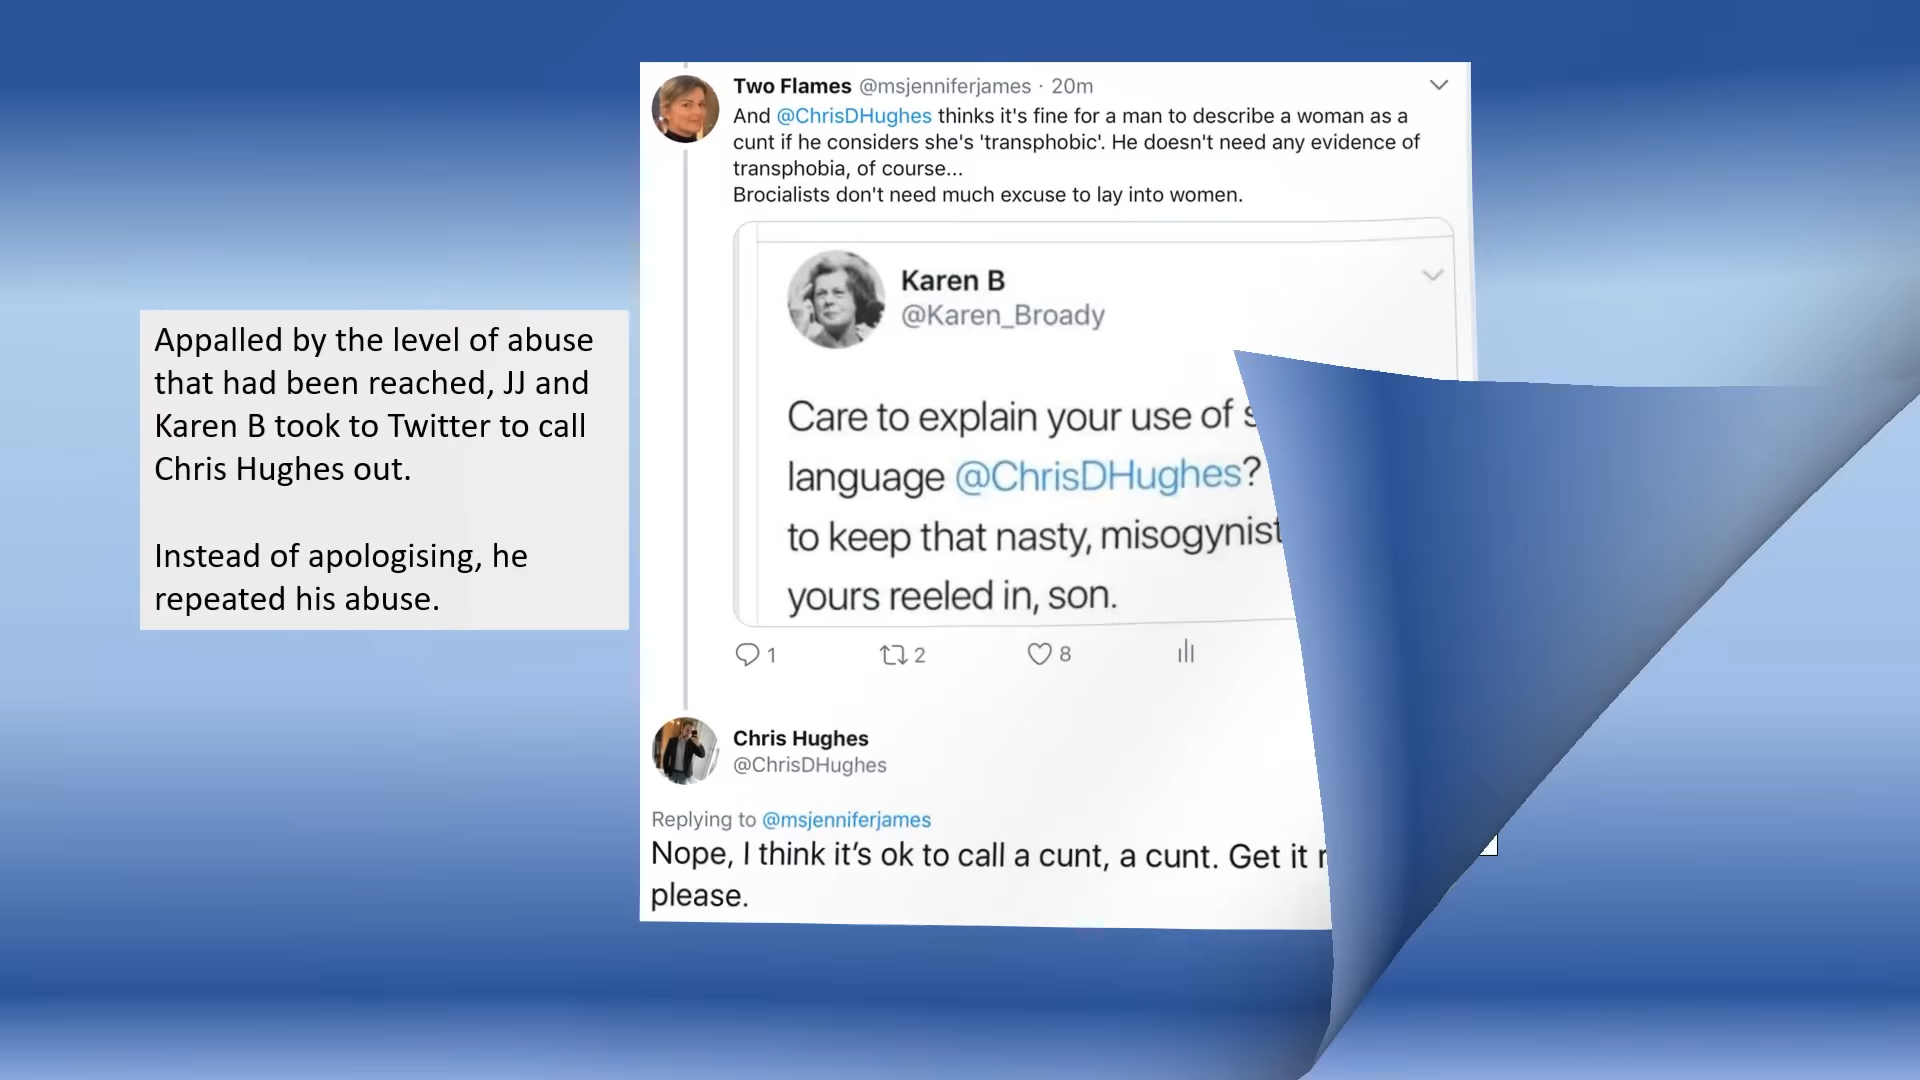 Appalled by the level of abuse
that had been reached, JJ and
Karen B took to Twitter to call
Chris Hughes out.
Instead of apologising, he
repeated his abuse.
Two Flames @msjenniferjames · 20m
And @ChrisDHughes thinks it's fine for a man to describe a woman as a
cunt if he considers she's 'transphobic'. He doesn't need any evidence of
transphobia, of course...
Brocialists don't need much excuse to lay into women.
Karen B
@Karen_Broady
Care to explain your use of
language @ChrisDHughes?
to keep that nasty, misogynist
yours reeled in, son.
1 2 8
Chris Hughes
@ChrisDHughes
Replying to @msjenniferjames
Nope, I think it’s ok to call a cunt, a cunt. Get it
please.